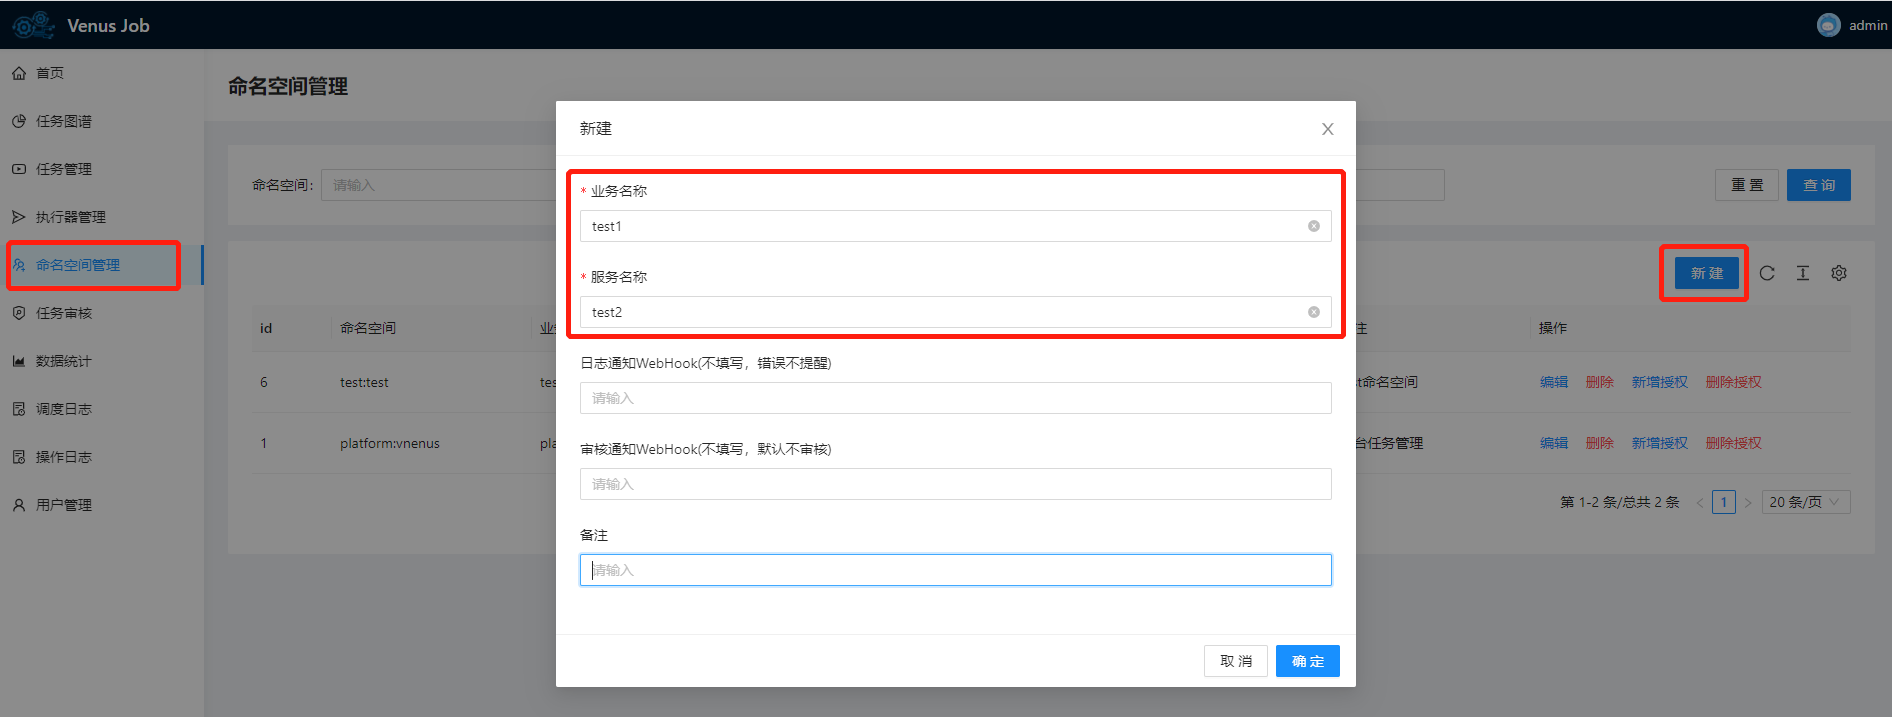 Venus Job
admin
首页
任务图谱
任务管理
执行器管理
命名空间管理
任务审核
数据统计
调度日志
操作日志
用户管理
命名空间管理
命名空间:
请输入
重 置
查 询
新 建
id
命名空间
操作
6
test:test
tes
st命名空间
编辑
删除
新增授权
删除授权
1
platform:vnenus
pla
台任务管理
编辑
删除
新增授权
删除授权
第 1-2 条/总共 2 条
1
20 条/页
新建
* 业务名称
test1
* 服务名称
test2
日志通知WebHook(不填写，错误不提醒)
请输入
审核通知WebHook(不填写，默认不审核)
请输入
备注
请输入
取 消
确 定